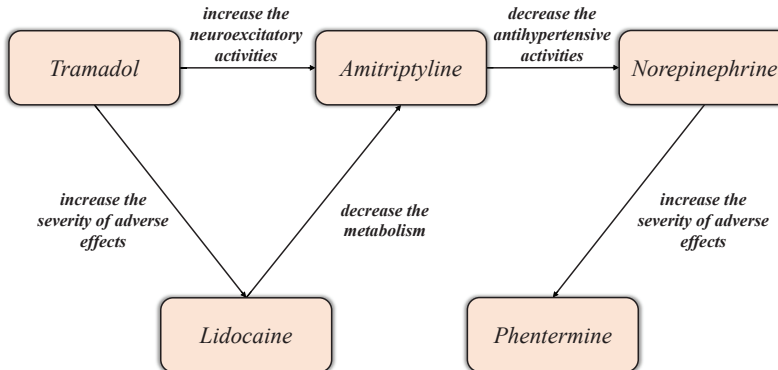 increase the
neuroexcitatory
activities
decrease the
antihypertensive
activities
Tramadol
Amitriptyline
Norepinephrine
increase the
severity of adverse
effects
decrease the
metabolism
increase the
severity of adverse
effects
Lidocaine
Phentermine